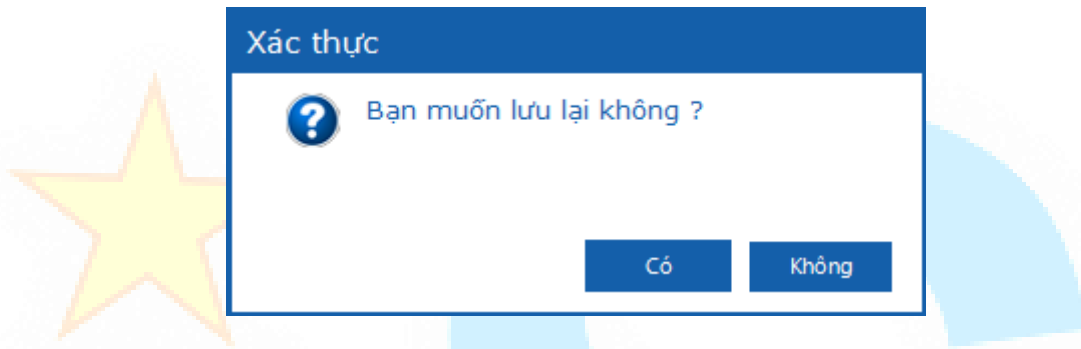 Xác thực
Bạn muốn lưu lại không ?
Có
Không